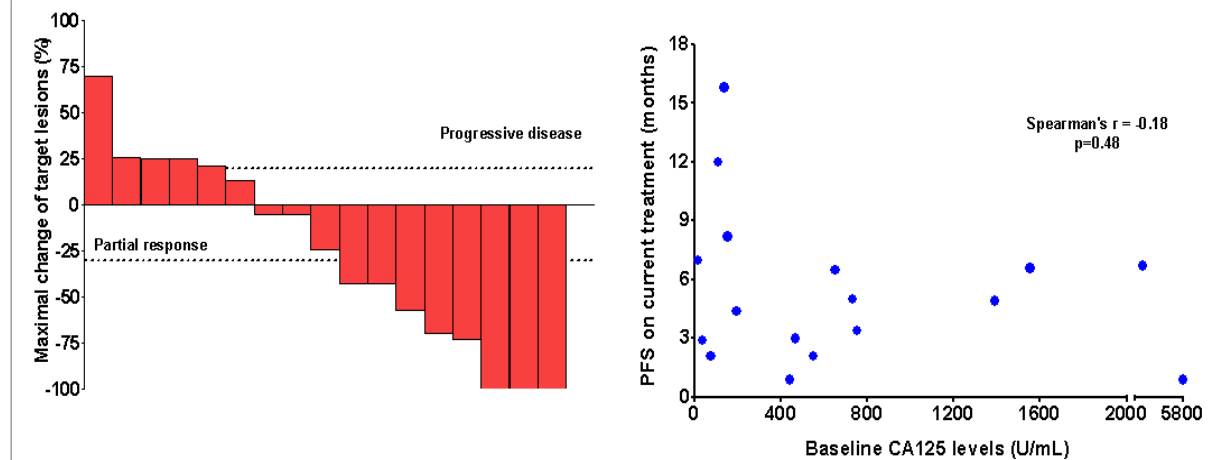 Maximal change of target lesions (%)
100
75
50
25
0
-25
-50
-75
-100
Progressive disease
Partial response
PFS on current treatment (months)
18
15
12
9
6
3
0
Spearman's r = -0.18
p=0.48
0 400 800 1200 1600 2000 5800
Baseline CA125 levels (U/mL)